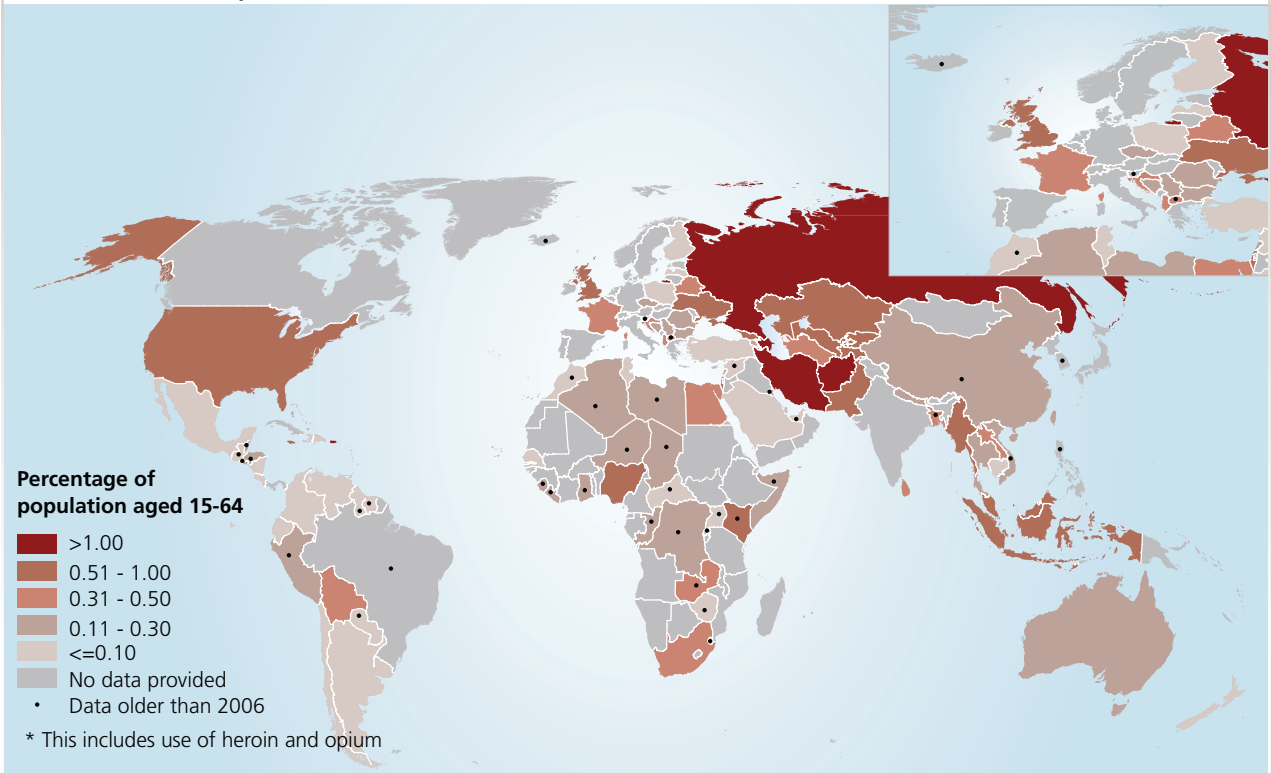 Percentage of
population aged 15-64
>1.00
0.51 - 1.00
0.31 - 0.50
0.11 - 0.30
<=0.10
No data provided
Data older than 2006
* This includes use of heroin and opium